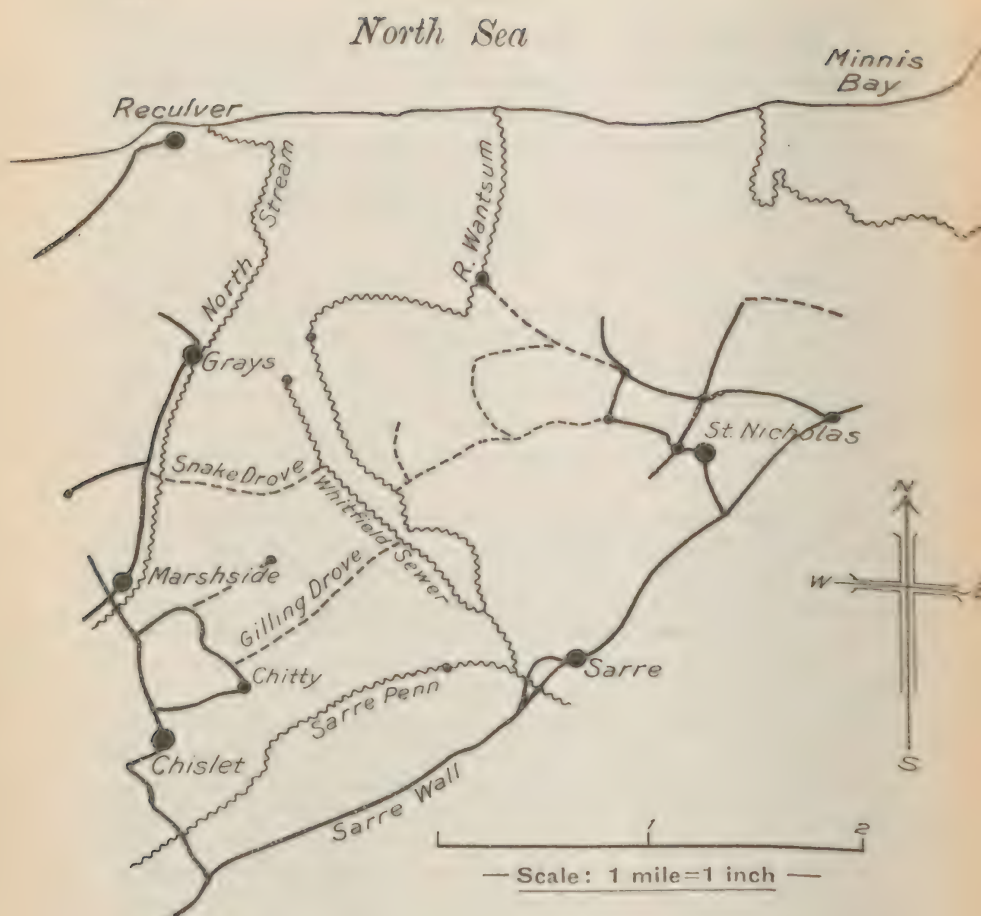 North Sea
Minnis
Bay
Reculver
North Stream
R. Wantsum
Grays
St. Nicholas
Snake Drove
Whitfield Sewer
N
W
E
S
Marshside
Gilling Drove
Chitty
Sarre
Sarre Penn
Chislet
Sarre Wall
1
2
— Scale: 1 mile=1 inch —